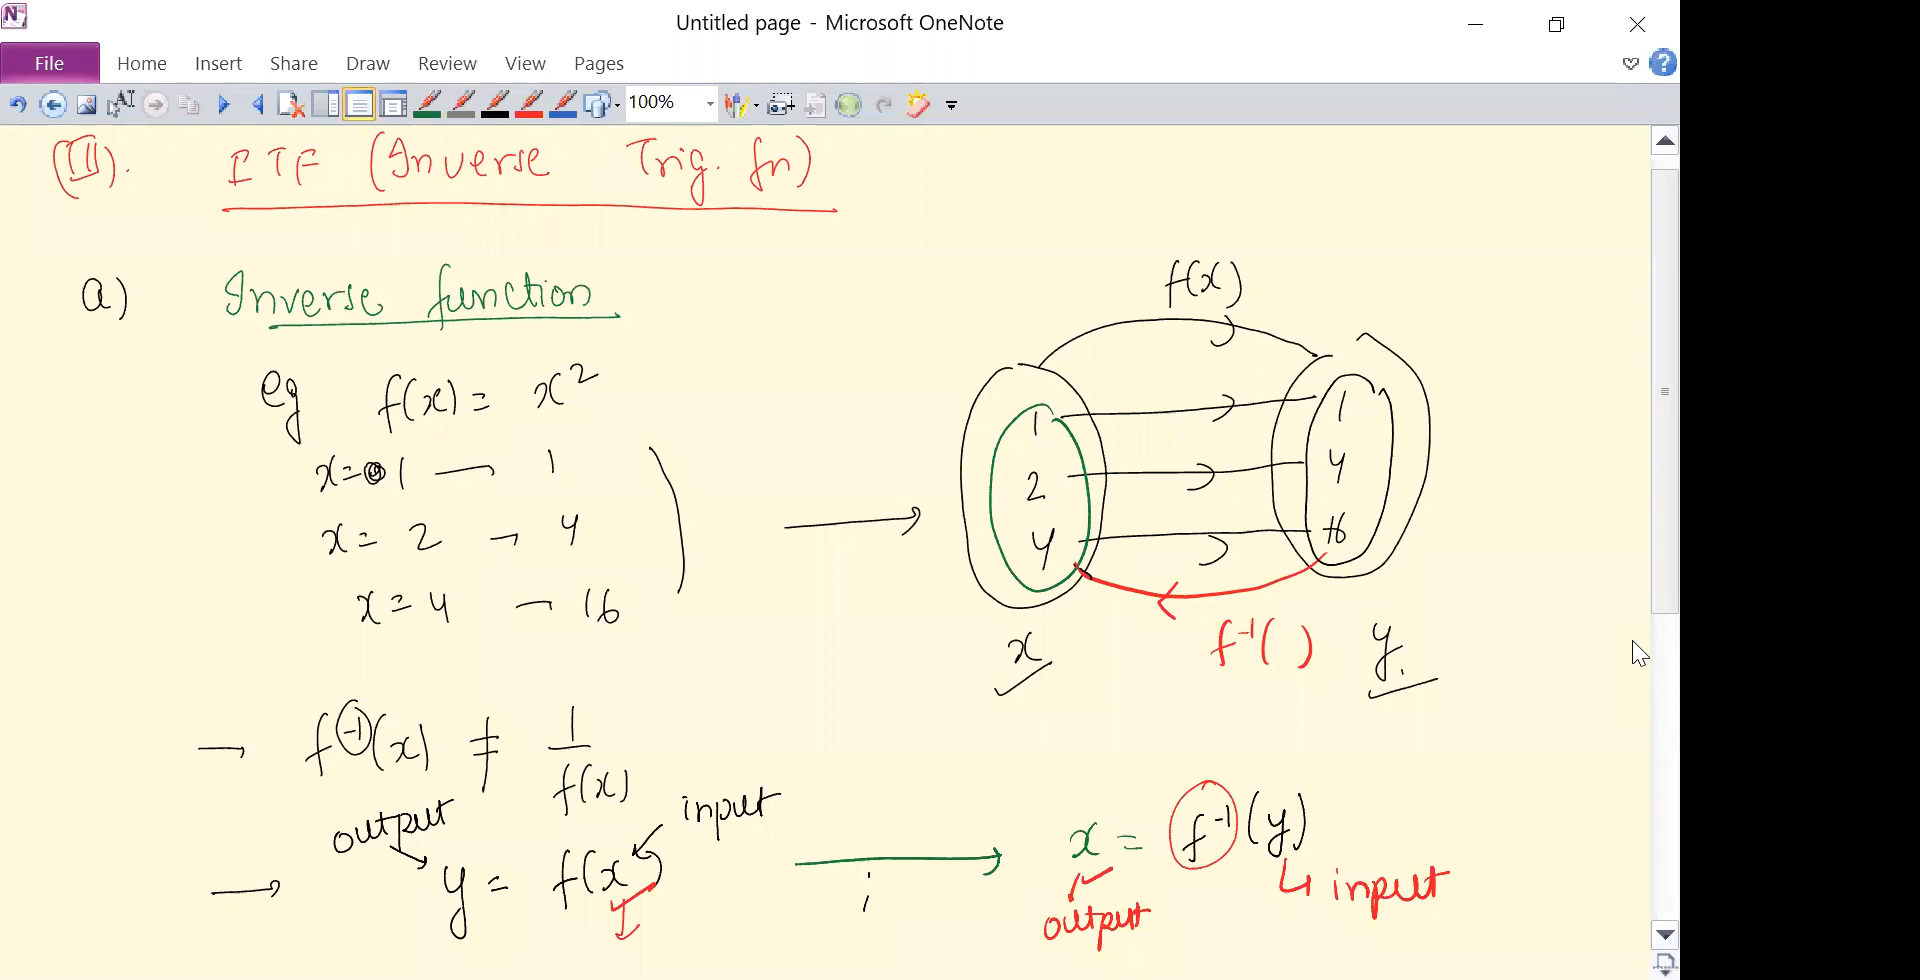 Untitled page - Microsoft OneNote
File Home Insert Share Draw Review View Pages
100%
(III). ITF (Inverse Trig. fn)
a) Inverse function
eg f(x) = x²
x = 1 — 1
x = 2 → 4
x = 4 → 16
f(x)
1 1
2 4
4 16
x f⁻¹( ) y
→ f⁻¹(x) ≠ 1/f(x)
output input
→ y = f(x) → x = f⁻¹(y)
i
output input